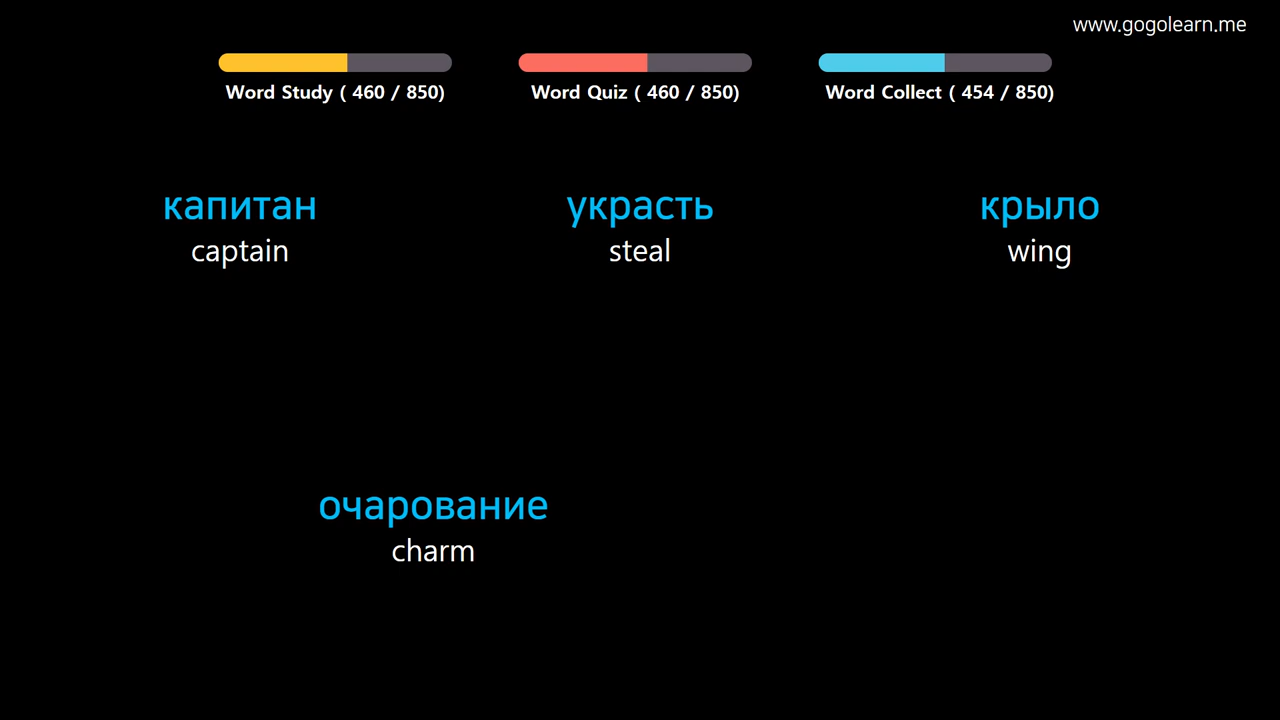 www.gogolearn.me
Word Study ( 460 / 850)
Word Quiz ( 460 / 850)
Word Collect ( 454 / 850)
капитан
captain
украсть
steal
крыло
wing
очарование
charm